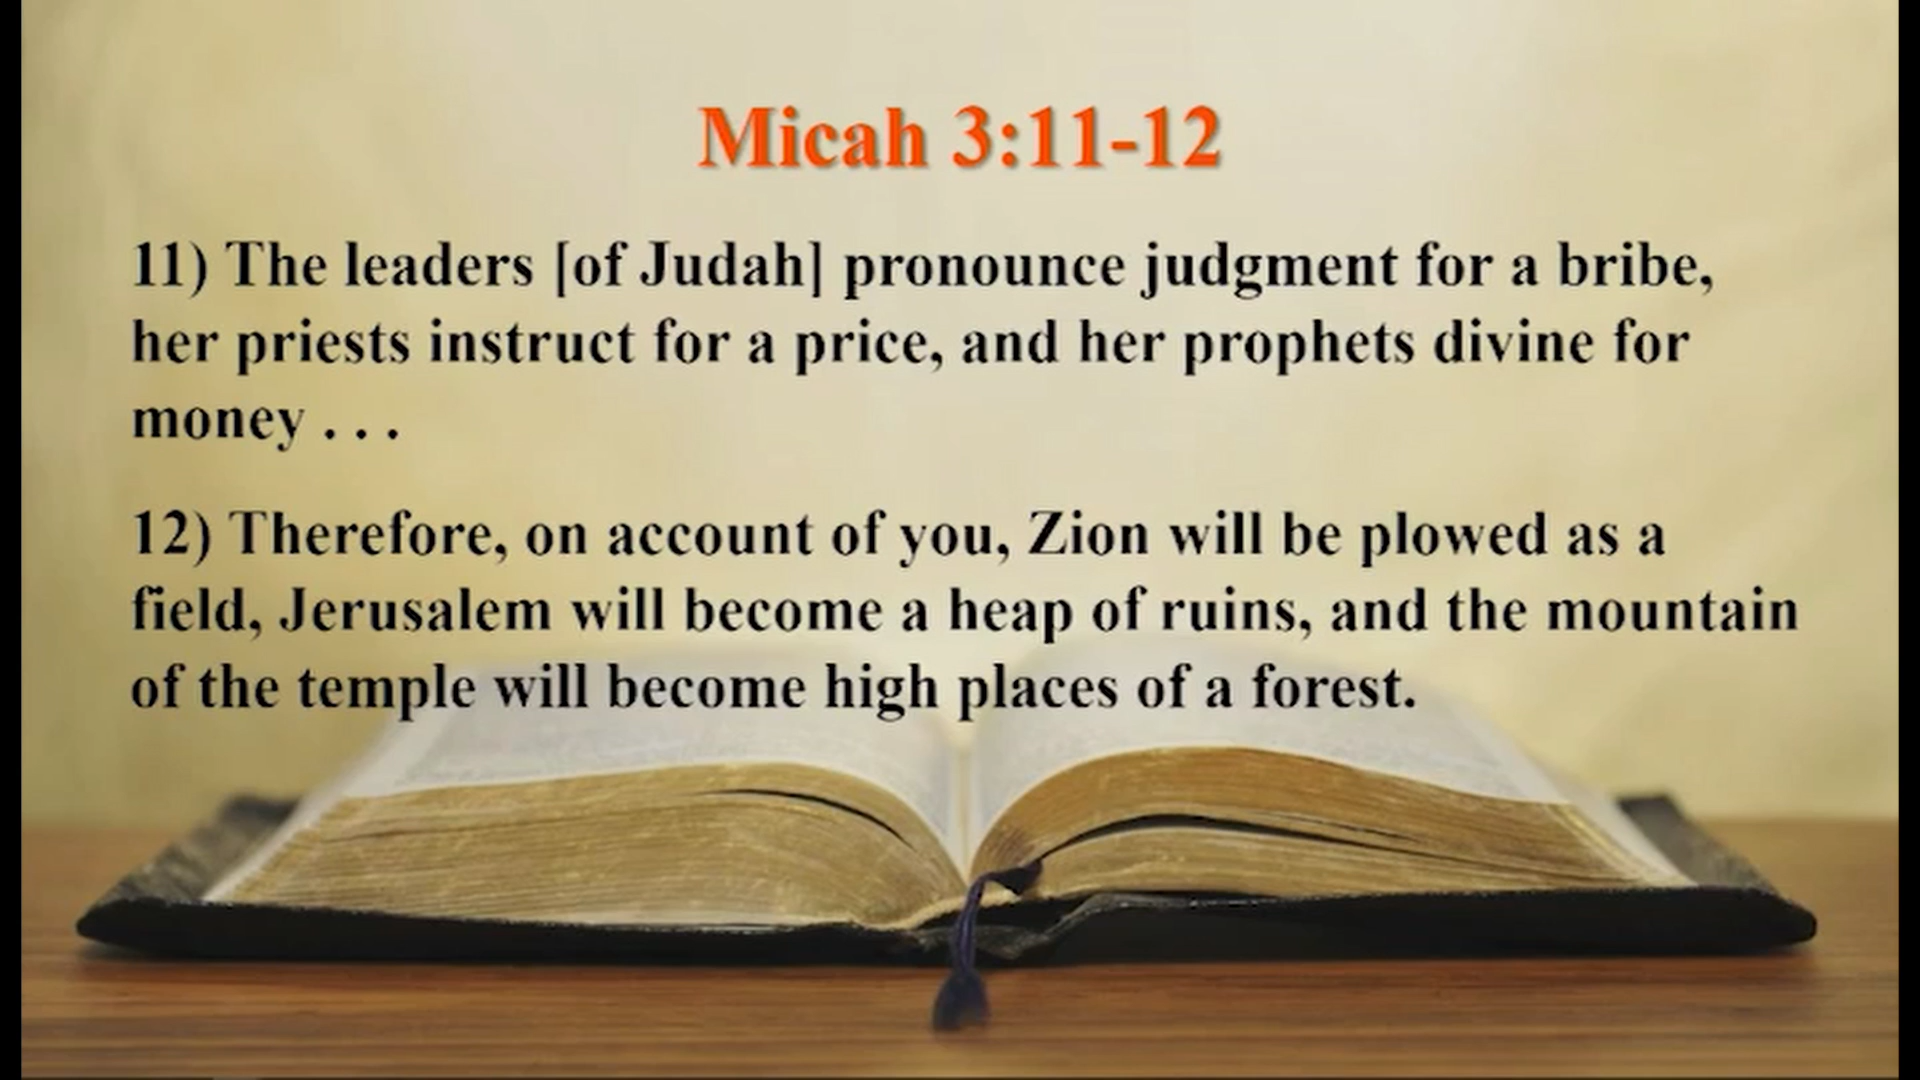 Micah 3:11-12
11) The leaders [of Judah] pronounce judgment for a bribe,
her priests instruct for a price, and her prophets divine for
money . . .
12) Therefore, on account of you, Zion will be plowed as a
field, Jerusalem will become a heap of ruins, and the mountain
of the temple will become high places of a forest.